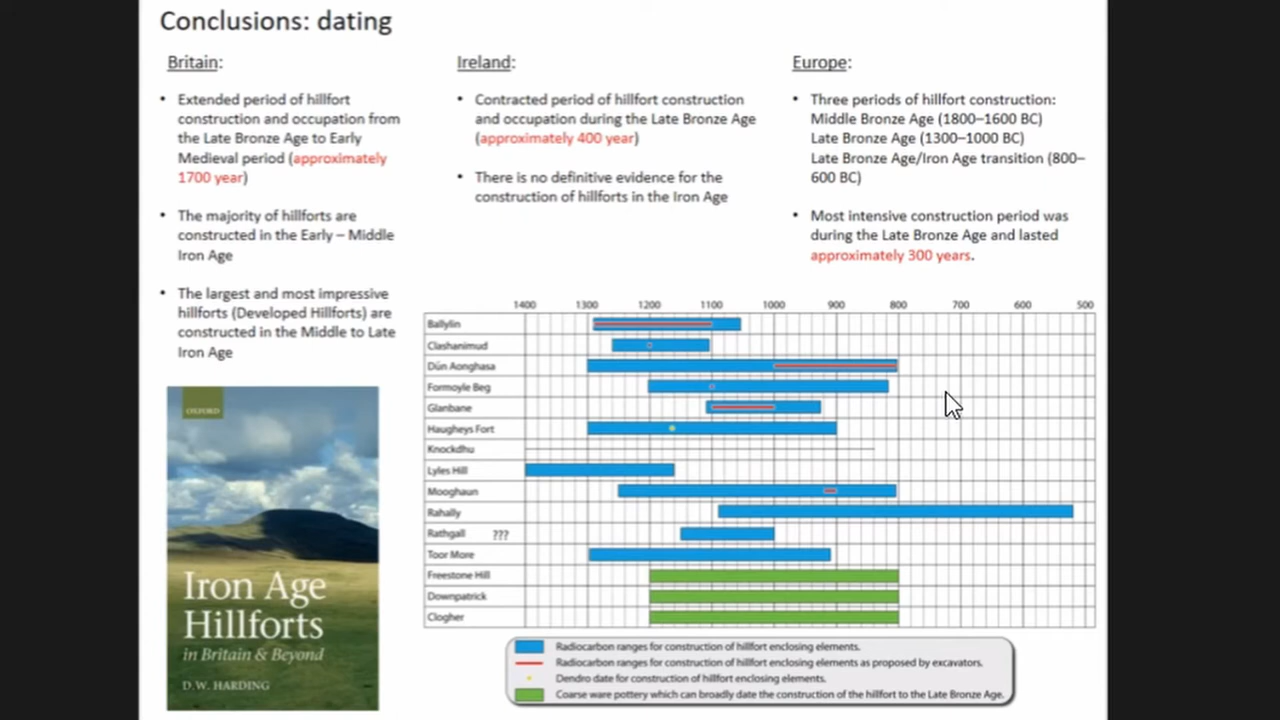 Conclusions: dating
Britain:
• Extended period of hillfort
construction and occupation from
the Late Bronze Age to Early
Medieval period (approximately
1700 year)
• The majority of hillforts are
constructed in the Early – Middle
Iron Age
• The largest and most impressive
hillforts (Developed Hillforts) are
constructed in the Middle to Late
Iron Age
Ireland:
• Contracted period of hillfort construction
and occupation during the Late Bronze Age
(approximately 400 year)
• There is no definitive evidence for the
construction of hillforts in the Iron Age
Europe:
• Three periods of hillfort construction:
Middle Bronze Age (1800–1600 BC)
Late Bronze Age (1300–1000 BC)
Late Bronze Age/Iron Age transition (800–
600 BC)
• Most intensive construction period was
during the Late Bronze Age and lasted
approximately 300 years.
OXFORD
Iron Age
Hillforts
in Britain & Beyond
D.W. HARDING
1400 1300 1200 1100 1000 900 800 700 600 500
Ballylin
Clashanimud
Dún Aonghasa
Formoyle Beg
Glanbane
Haugheys Fort
Knockdhu
Lyles Hill
Mooghaun
Rahally
Rathgall ???
Toor More
Freestone Hill
Downpatrick
Clogher
Radiocarbon ranges for construction of hillfort enclosing elements.
Radiocarbon ranges for construction of hillfort enclosing elements as proposed by excavators.
Dendro date for construction of hillfort enclosing elements.
Coarse ware pottery which can broadly date the construction of the hillfort to the Late Bronze Age.